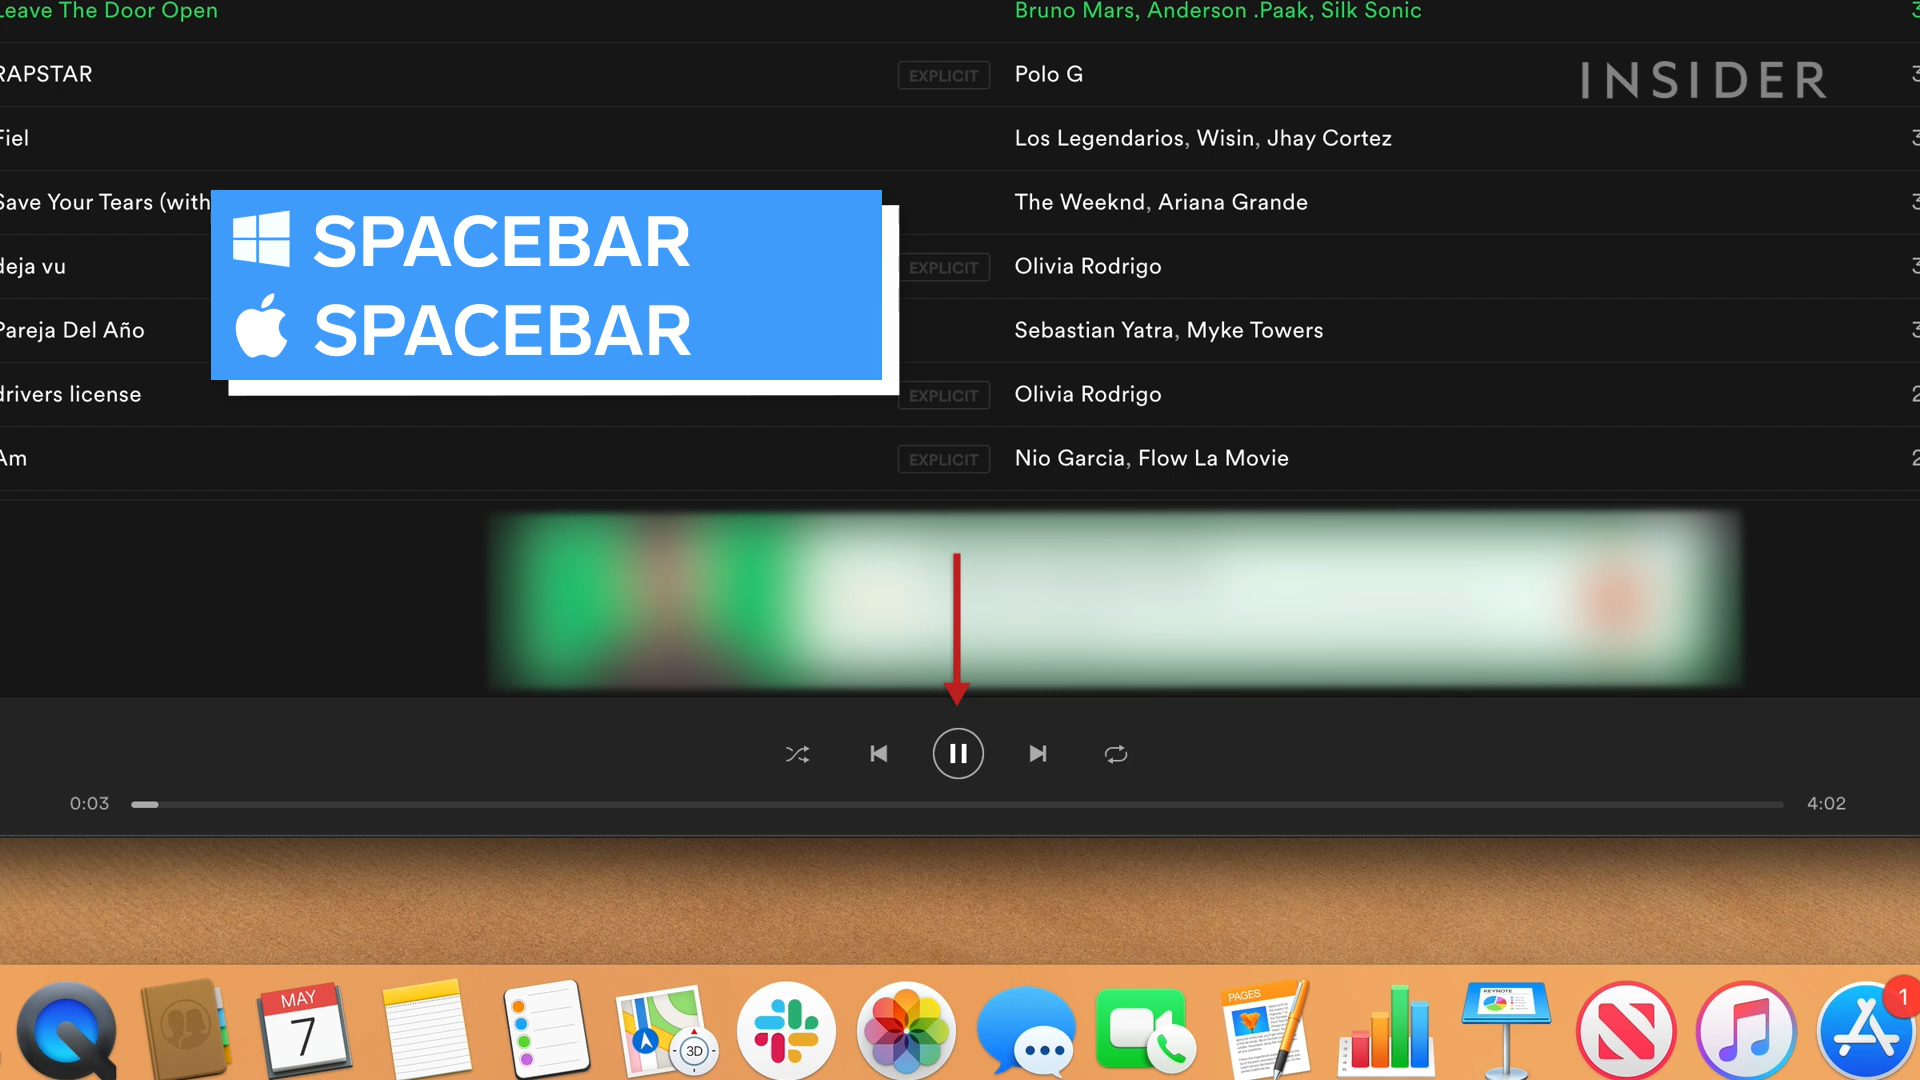 Leave The Door Open Bruno Mars, Anderson .Paak, Silk Sonic
RAPSTAR EXPLICIT Polo G
INSIDER
Fiel Los Legendarios, Wisin, Jhay Cortez
Save Your Tears (with The Weeknd, Ariana Grande
SPACEBAR
deja vu EXPLICIT Olivia Rodrigo
SPACEBAR
Pareja Del Año Sebastian Yatra, Myke Towers
drivers license EXPLICIT Olivia Rodrigo
Am EXPLICIT Nio Garcia, Flow La Movie
0:03 4:02
MAY
7
3D
PAGES
KEYNOTE
1